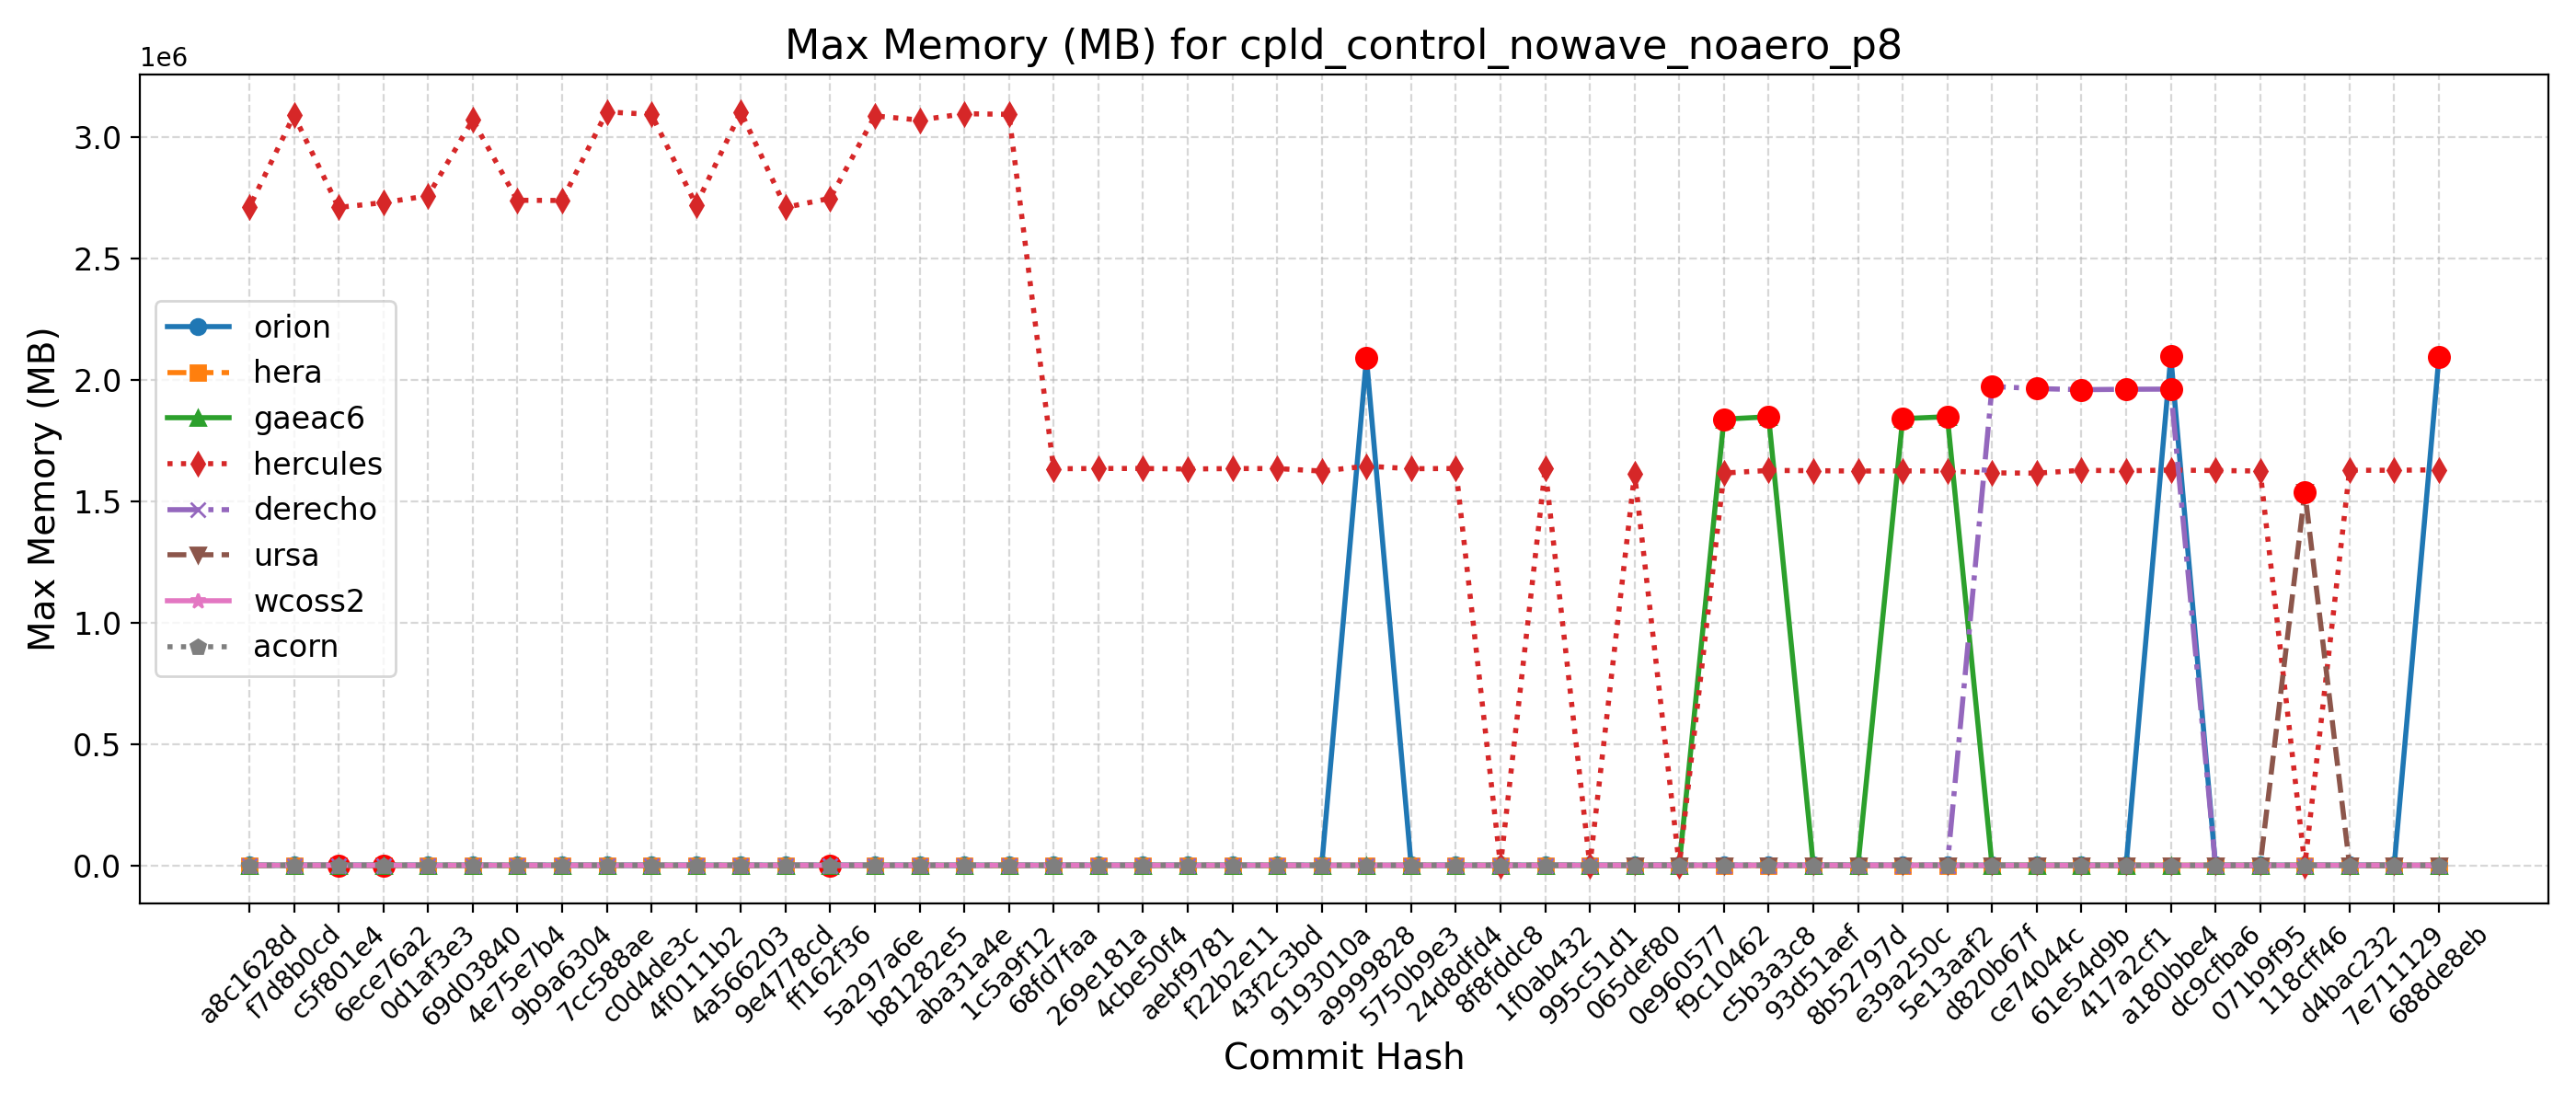 Max Memory (MB) for cpld_control_nowave_noaero_p8
1e6
Max Memory (MB)
3.0
2.5
2.0
1.5
1.0
0.5
0.0
orion
hera
gaeac6
hercules
derecho
ursa
wcoss2
acorn
a8c1628d
f7d8b0cd
c5f801e4
6ece76a2
0d1af3e3
69d03840
4e75e7b4
9b9a6304
7cc588ae
c0d4de3c
4f0111b2
4a566203
9e4778cd
ff162f36
5a297a6e
b81282e5
aba31a4e
1c5a9f12
68fd7faa
269e181a
4cbe50f4
aebf9781
f22b2e11
43f2c3bd
9193010a
a9999828
5750b9e3
24d8dfd4
8f8fddc8
1f0ab432
995c51d1
065def80
0e960577
f9c10462
c5b3a3c8
93d51aef
8b52797d
e39a250c
5e13aaf2
d820b67f
ce74044c
61e54d9b
417a2cf1
a180bbe4
dc9cfba6
071b9f95
118cff46
d4bac232
7e711129
688de8eb
Commit Hash